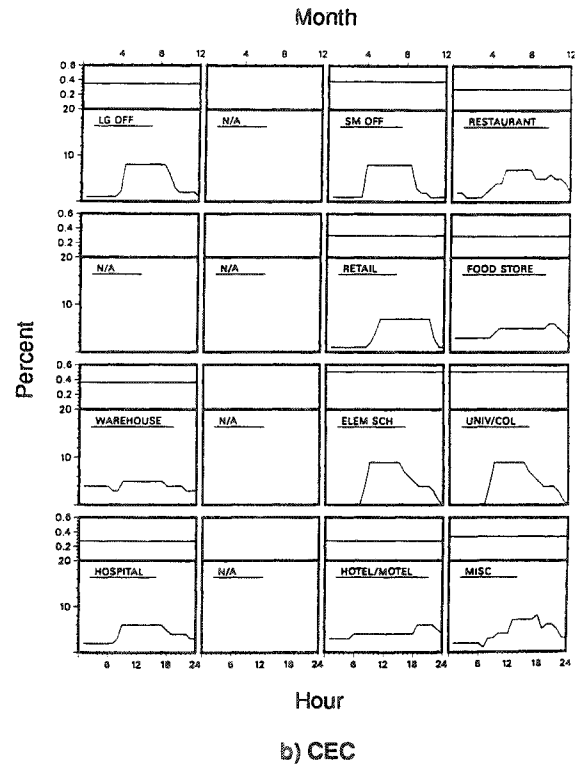 Month
4 8 12 4 8 12 4 8 12 4 8 12
0.6
0.4
0.2
20
LG OFF N/A SM OFF RESTAURANT
10
0.6
0.4
0.2
20
N/A N/A RETAIL FOOD STORE
10
Percent
0.6
0.4
0.2
20
WAREHOUSE N/A ELEM SCH UNIV/COL
10
0.6
0.4
0.2
20
HOSPITAL N/A HOTEL/MOTEL MISC
10
6 12 18 24 6 12 18 24 6 12 18 24 6 12 18 24
Hour
b) CEC